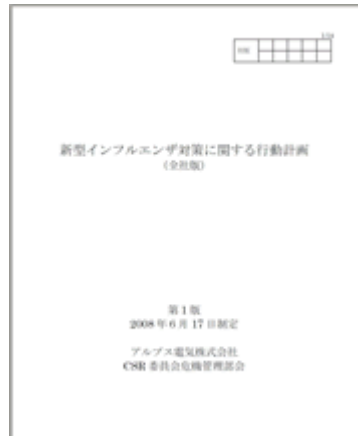 新型インフルエンザ対策に関する行動計画
(全社版)
第1版
2008年6月17日制定
アルプス電気株式会社
CSR委員会危機管理部会